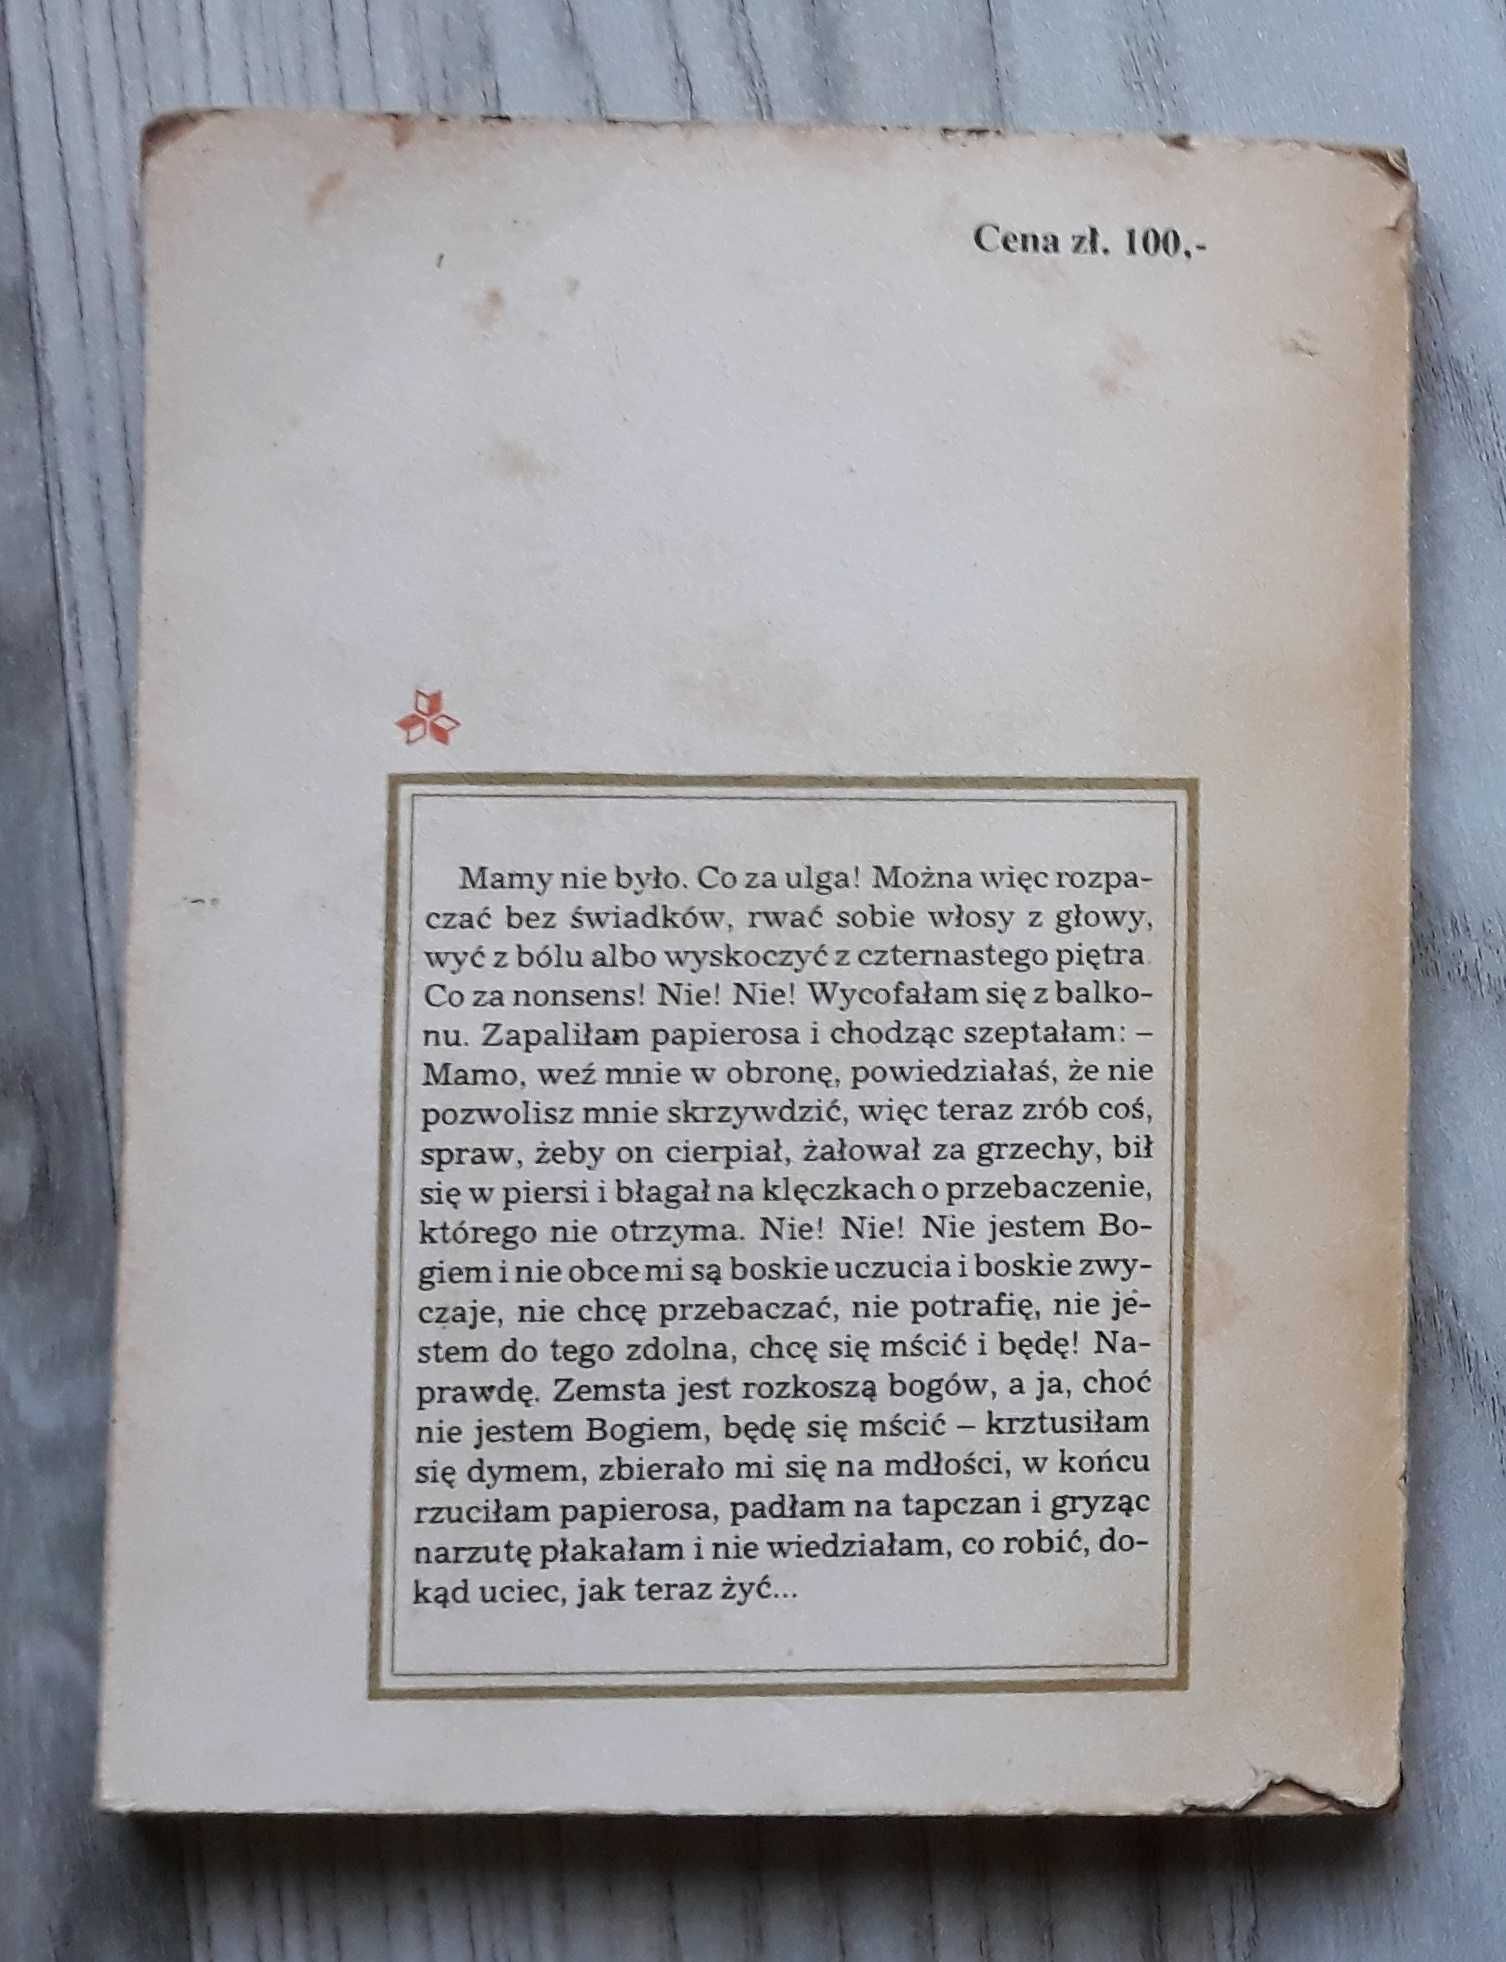 Cena zł. 100,-
Mamy nie było. Co za ulga! Można więc rozpa-
czać bez świadków, rwać sobie włosy z głowy,
wyć z bólu albo wyskoczyć z czternastego piętra.
Co za nonsens! Nie! Nie! Wycofałam się z balko-
nu. Zapaliłam papierosa i chodząc szeptałam: –
Mamo, weź mnie w obronę, powiedziałaś, że nie
pozwolisz mnie skrzywdzić, więc teraz zrób coś,
spraw, żeby on cierpiał, żałował za grzechy, bił
się w piersi i błagał na klęczkach o przebaczenie,
którego nie otrzyma. Nie! Nie! Nie jestem Bo-
giem i nie obce mi są boskie uczucia i boskie zwy-
czaje, nie chcę przebaczać, nie potrafię, nie je-
stem do tego zdolna, chcę się mścić i będę! Na-
prawdę. Zemsta jest rozkoszą bogów, a ja, choć
nie jestem Bogiem, będę się mścić – krztusiłam
się dymem, zbierało mi się na mdłości, w końcu
rzuciłam papierosa, padłam na tapczan i gryząc
narzutę płakałam i nie wiedziałam, co robić, do-
kąd uciec, jak teraz żyć...